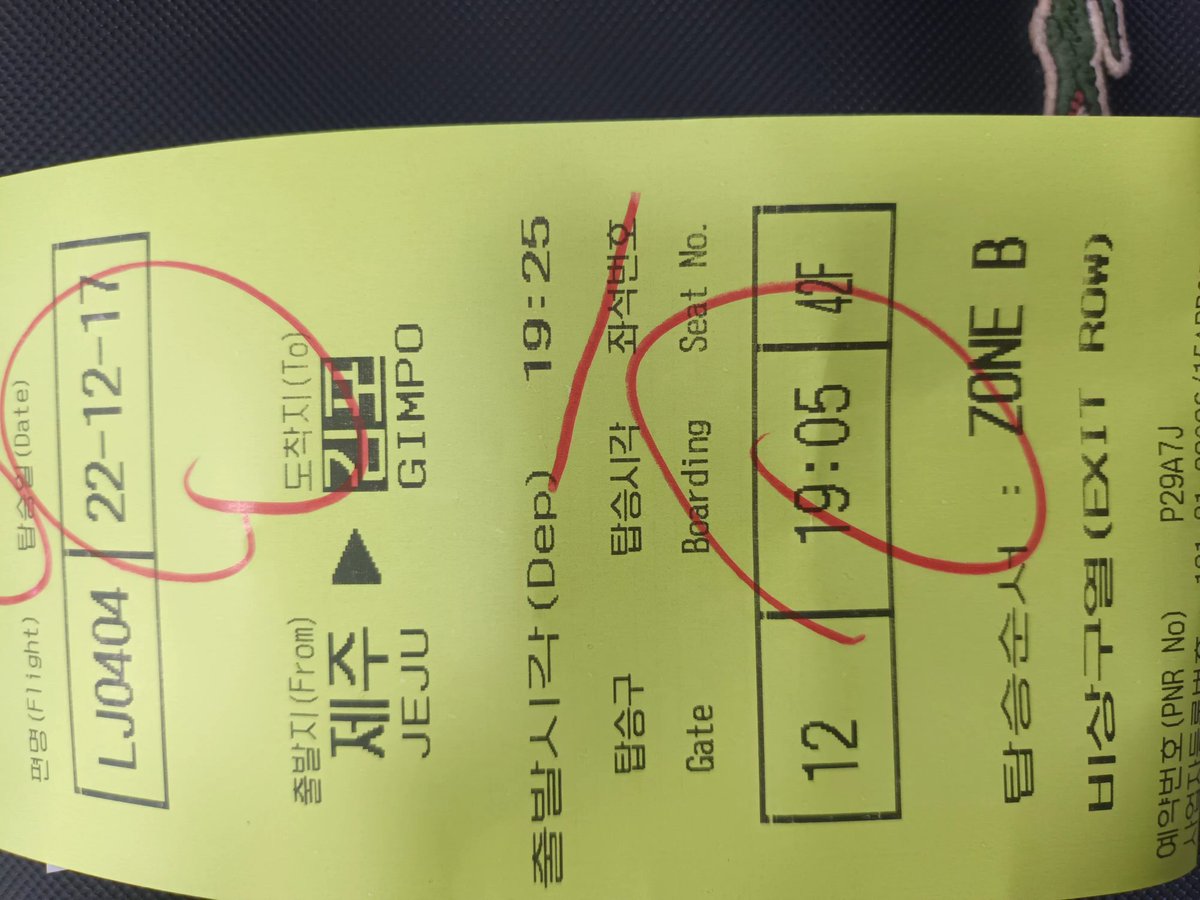 편명(Flight) 탑승일(Date)
LJ0404 22-12-17
출발지(From) 도착지(To)
제주 ▶ 김포
JEJU GIMPO
출발시각(Dep) 19:25
탑승구 탑승시각 좌석번호
Gate Boarding Seat No.
12 19:05 42F
탑승순서 : ZONE B
비상구열(EXIT ROW)
예약번호(PNR No) P29A7J